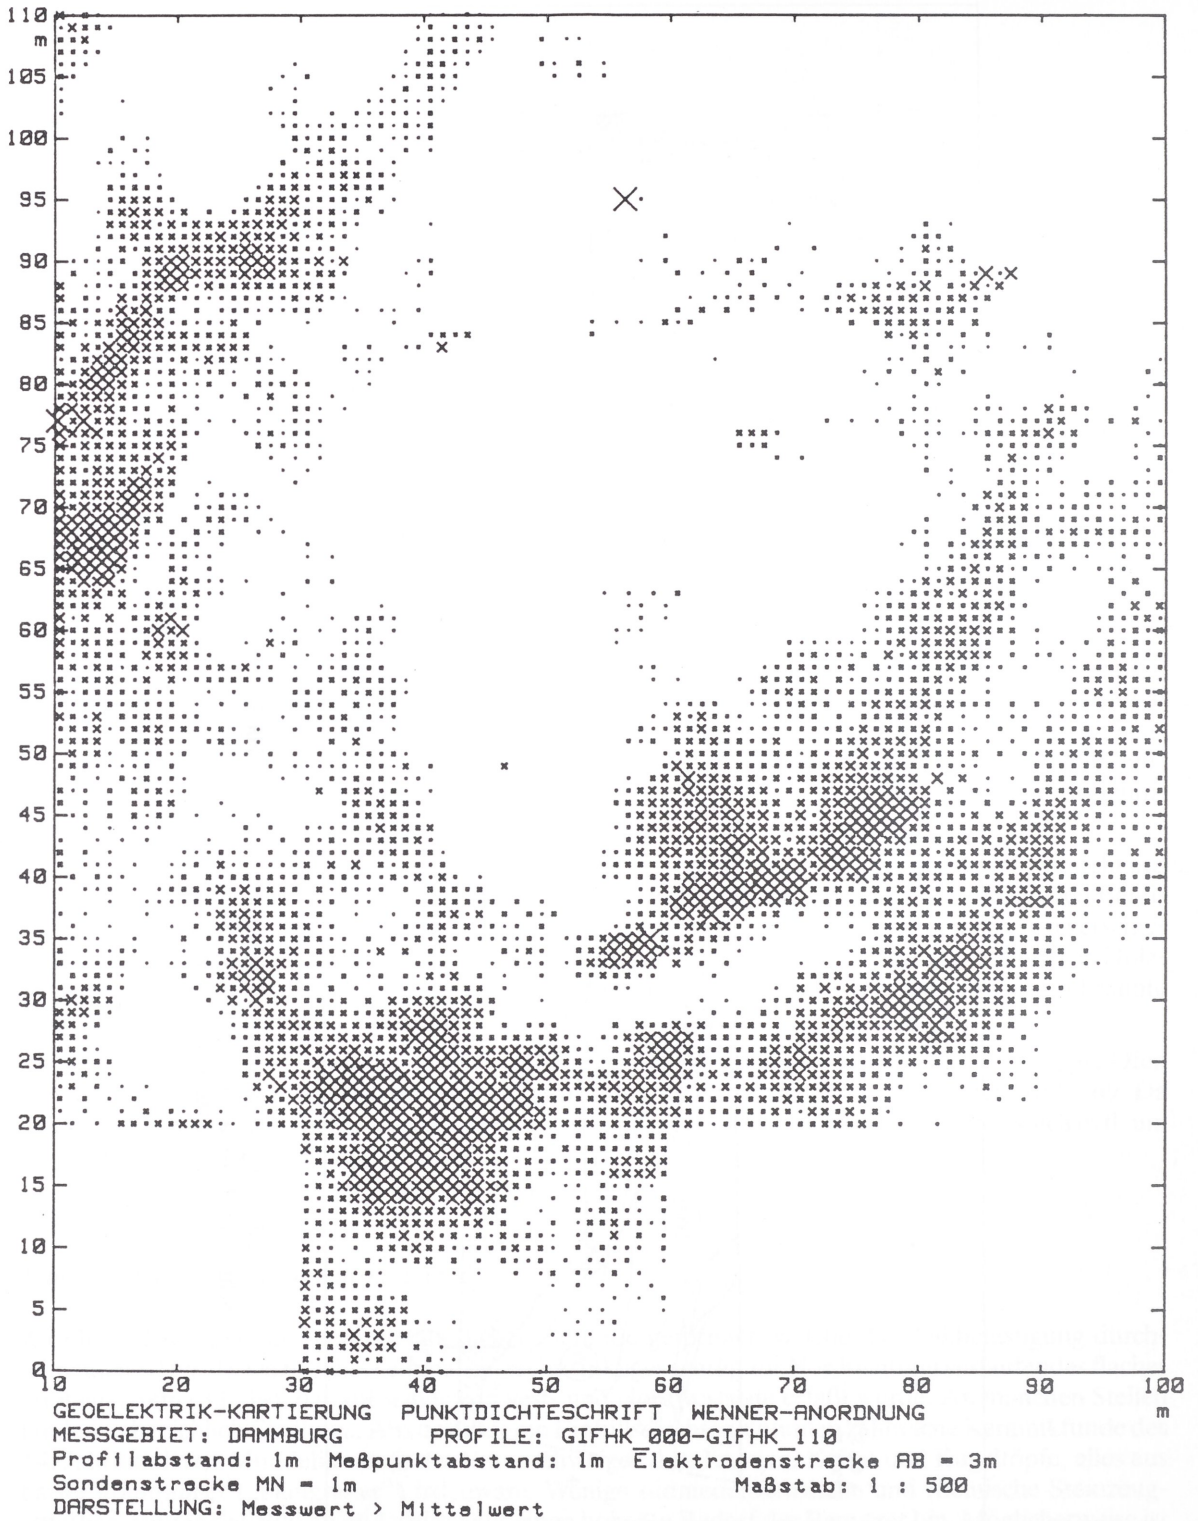 110
m
105
100
95
90
85
80
75
70
65
60
55
50
45
40
35
30
25
20
15
10
5
0
10 20 30 40 50 60 70 80 90 100
m
GEOELEKTRIK-KARTIERUNG PUNKTDICHTESCHRIFT WENNER-ANORDNUNG
MESSGEBIET: DAMMBURG PROFILE: GIFHK_000-GIFHK_110
Profilabstand: 1m Meßpunktabstand: 1m Elektrodenstrecke AB = 3m
Sondenstrecke MN = 1m Maßstab: 1 : 500
DARSTELLUNG: Messwert > Mittelwert